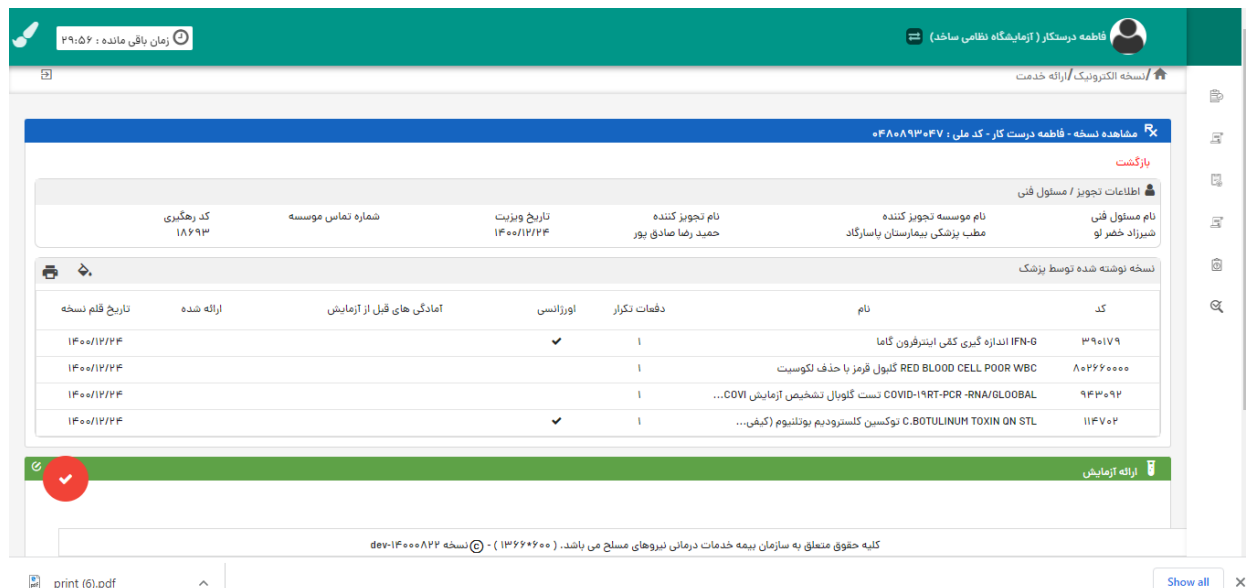 فاطمه درستکار ( آزمایشگاه نظامی ساخد)
زمان باقی مانده : ۲۹:۵۶
/نسخه الکترونیک/ارائه خدمت
مشاهده نسخه - فاطمه درست کار - کد ملی : ۰۴۸۰۸۹۳۰۴۷
بازگشت
اطلاعات تجویز / مسئول فنی
نام مسئول فنی نام موسسه تجویز کننده نام تجویز کننده تاریخ ویزیت شماره تماس موسسه کد رهگیری
شیرزاد خضر لو مطب پزشکی بیمارستان پاسارگاد حمید رضا صادق پور ۱۴۰۰/۱۲/۲۴ ۱۸۶۹۳
نسخه نوشته شده توسط پزشک
کد نام دفعات تکرار اورژانسی آمادگی های قبل از آزمایش ارائه شده تاریخ قلم نسخه
۳۹۰۱۷۹ IFN-G اندازه گیری کمّی اینترفرون گاما ۱ ✔ ۱۴۰۰/۱۲/۲۴
۸۰۲۶۶۰۰۰۰ RED BLOOD CELL POOR WBC گلبول قرمز با حذف لکوسیت ۱ ۱۴۰۰/۱۲/۲۴
۹۴۳۰۹۲ COVID-۱۹RT-PCR -RNA/GLOOBAL تست گلوبال تشخیص آزمایش COVI... ۱ ۱۴۰۰/۱۲/۲۴
۱۱۴۷۰۲ C.BOTULINUM TOXIN QN STL توکسین کلسترودیم بوتلنیوم (کیفی... ۱ ✔ ۱۴۰۰/۱۲/۲۴
ارائه آزمایش
کلیه حقوق متعلق به سازمان بیمه خدمات درمانی نیروهای مسلح می باشد. ( ۶۰۰*۱۳۶۶ ) - © نسخه dev-۱۴۰۰۰۸۲۲
print (6).pdf Show all